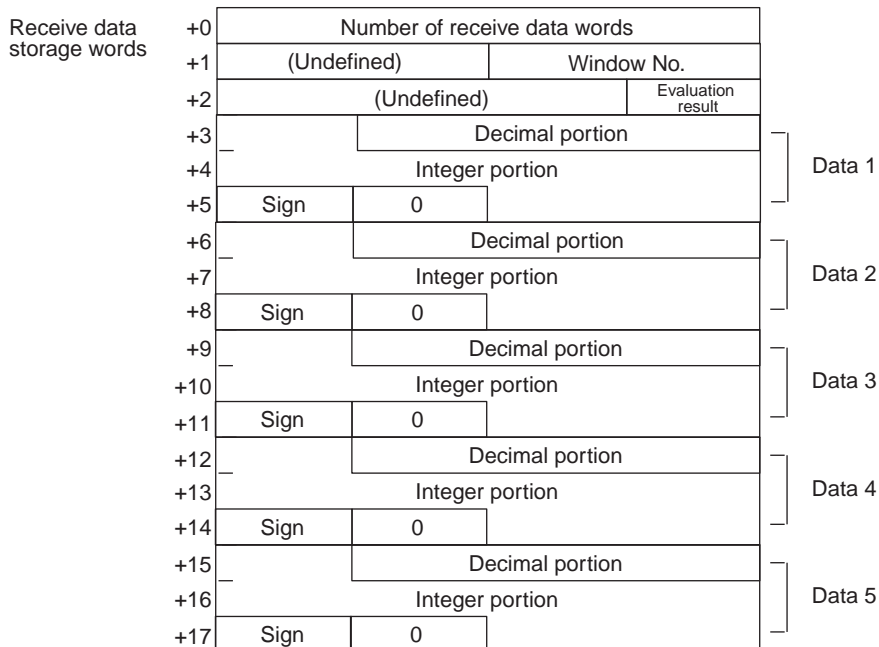 Receive data
storage words
+0 Number of receive data words
+1 (Undefined) Window No.
+2 (Undefined) Evaluation
result
+3 Decimal portion
+4 Integer portion Data 1
+5 Sign 0
+6 Decimal portion
+7 Integer portion Data 2
+8 Sign 0
+9 Decimal portion
+10 Integer portion Data 3
+11 Sign 0
+12 Decimal portion
+13 Integer portion Data 4
+14 Sign 0
+15 Decimal portion
+16 Integer portion Data 5
+17 Sign 0